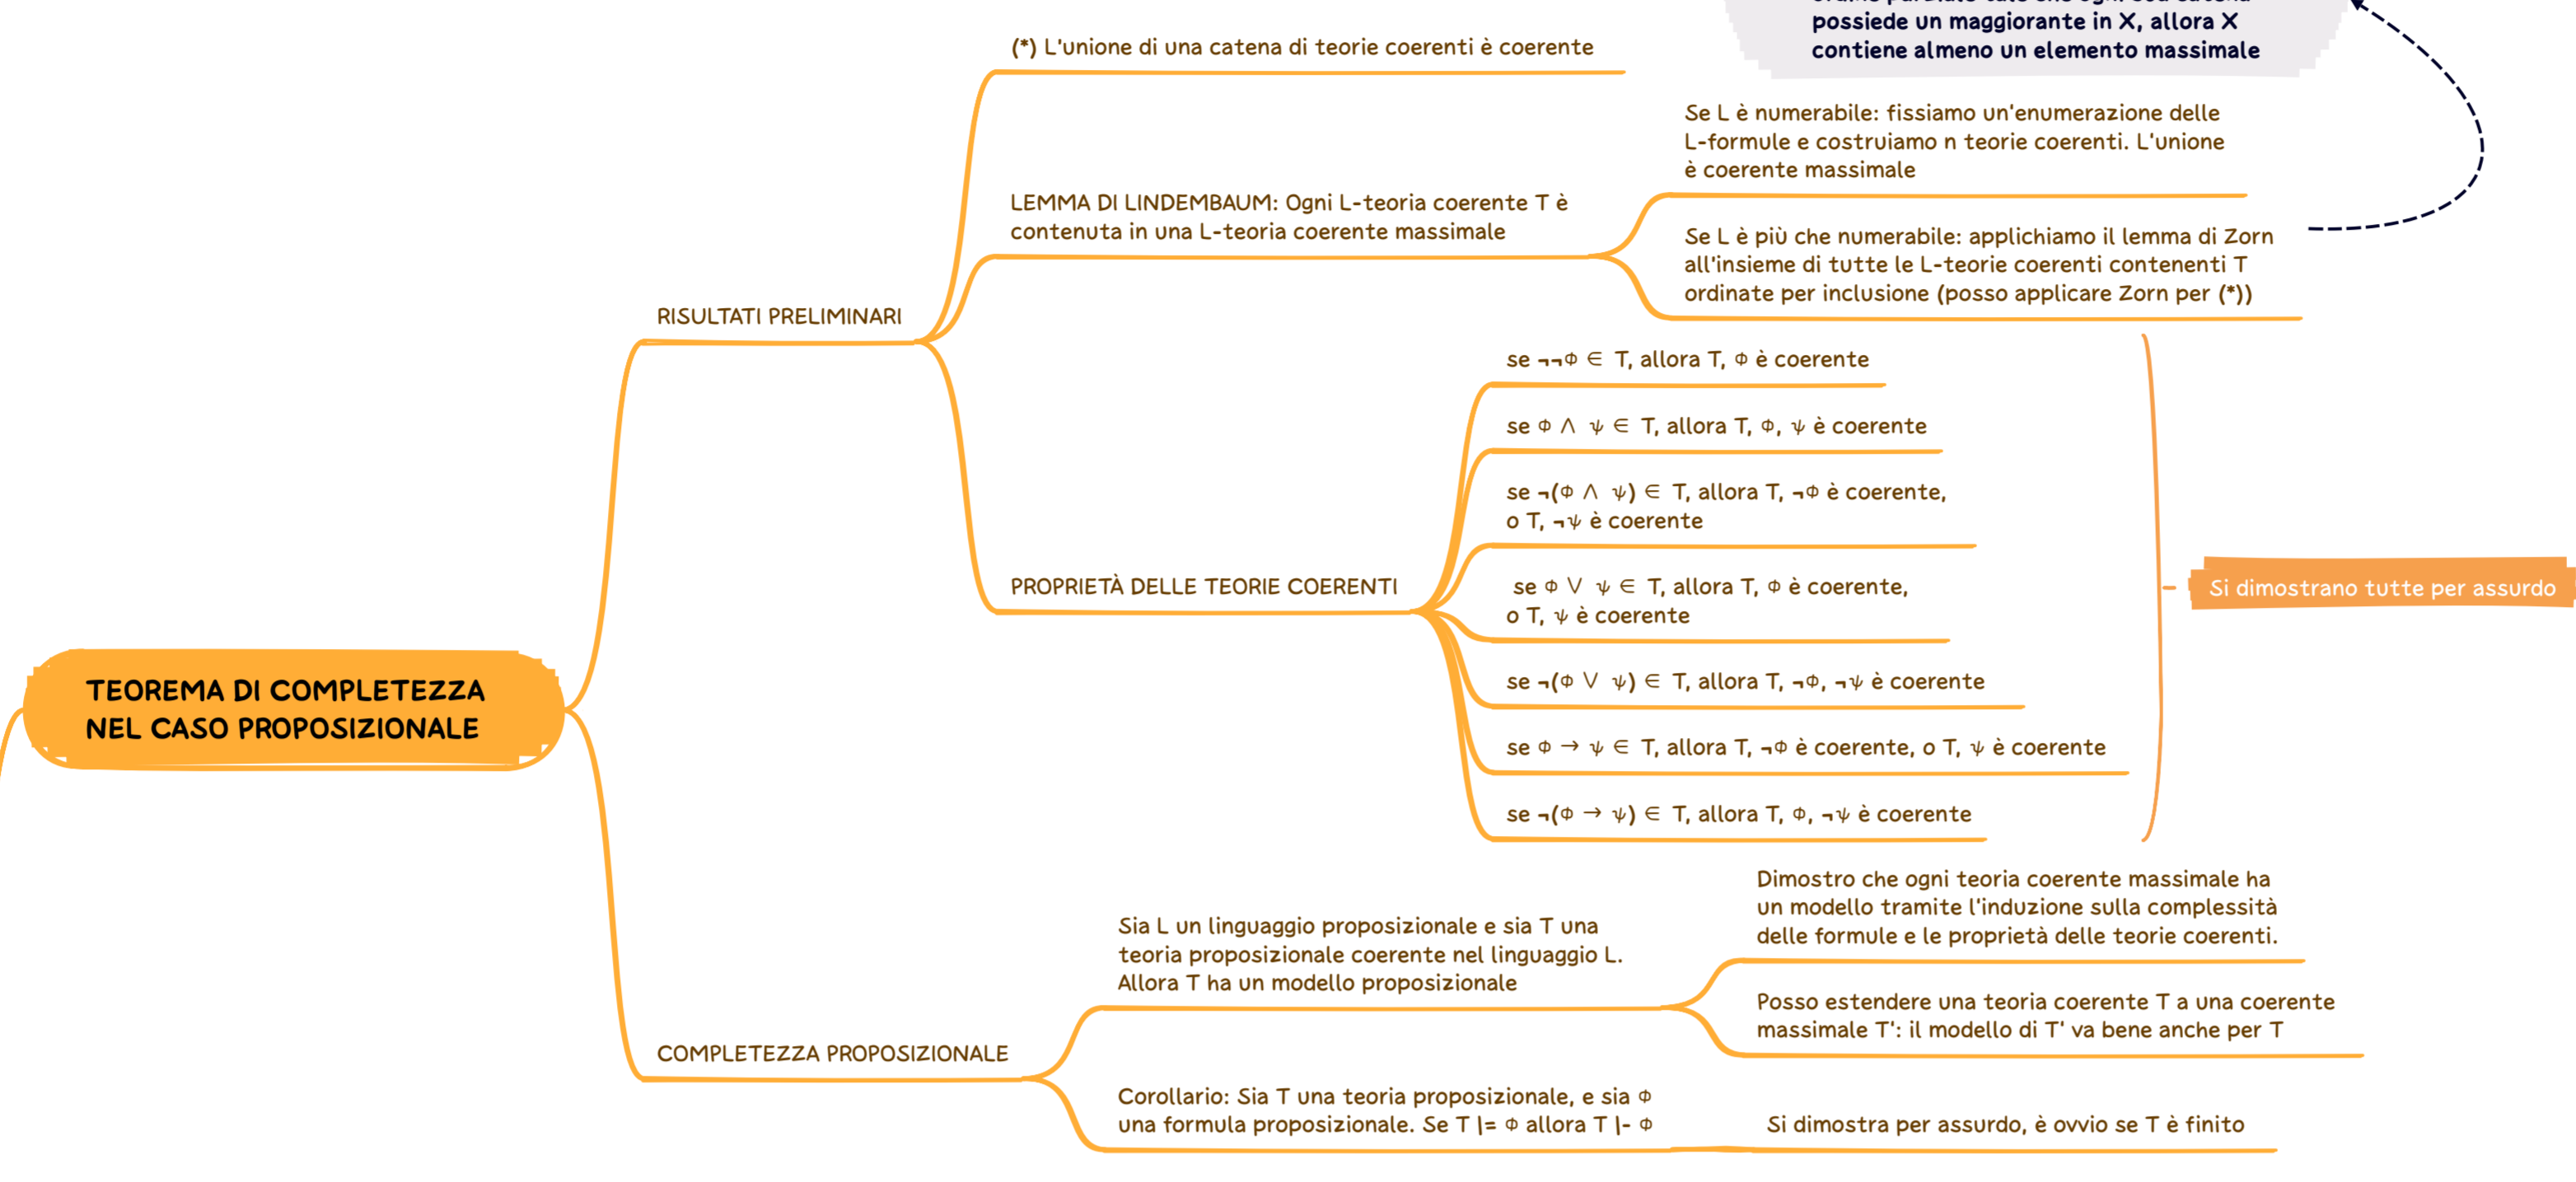 possiede un maggiorante in X, allora X
contiene almeno un elemento massimale
(*) L'unione di una catena di teorie coerenti è coerente
Se L è numerabile: fissiamo un'enumerazione delle
L-formule e costruiamo n teorie coerenti. L'unione
è coerente massimale
LEMMA DI LINDEMBAUM: Ogni L-teoria coerente T è
contenuta in una L-teoria coerente massimale
Se L è più che numerabile: applichiamo il lemma di Zorn
all'insieme di tutte le L-teorie coerenti contenenti T
ordinate per inclusione (posso applicare Zorn per (*))
RISULTATI PRELIMINARI
se ¬¬Φ ∈ T, allora T, Φ è coerente
se Φ ∧ ψ ∈ T, allora T, Φ, ψ è coerente
se ¬(Φ ∧ ψ) ∈ T, allora T, ¬Φ è coerente,
o T, ¬ψ è coerente
PROPRIETÀ DELLE TEORIE COERENTI
se Φ ∨ ψ ∈ T, allora T, Φ è coerente,
o T, ψ è coerente
Si dimostrano tutte per assurdo
se ¬(Φ ∨ ψ) ∈ T, allora T, ¬Φ, ¬ψ è coerente
se Φ → ψ ∈ T, allora T, ¬Φ è coerente, o T, ψ è coerente
se ¬(Φ → ψ) ∈ T, allora T, Φ, ¬ψ è coerente
TEOREMA DI COMPLETEZZA
NEL CASO PROPOSIZIONALE
Dimostro che ogni teoria coerente massimale ha
un modello tramite l'induzione sulla complessità
delle formule e le proprietà delle teorie coerenti.
Sia L un linguaggio proposizionale e sia T una
teoria proposizionale coerente nel linguaggio L.
Allora T ha un modello proposizionale
Posso estendere una teoria coerente T a una coerente
massimale T': il modello di T' va bene anche per T
COMPLETEZZA PROPOSIZIONALE
Corollario: Sia T una teoria proposizionale, e sia Φ
una formula proposizionale. Se T |= Φ allora T |- Φ
Si dimostra per assurdo, è ovvio se T è finito